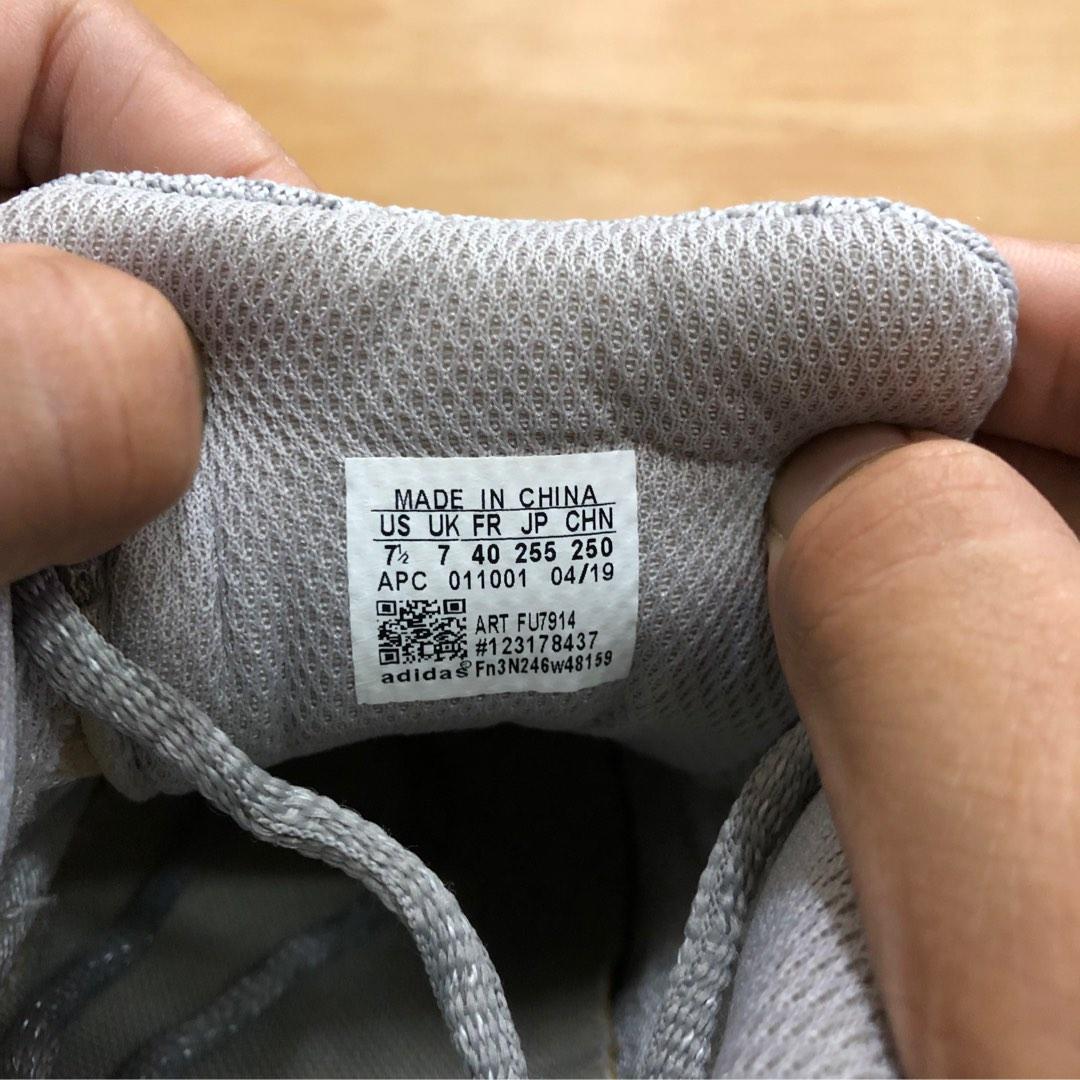 MADE IN CHINA
US UK FR JP CHN
7½ 7 40 255 250
APC 011001 04/19
ART FU7914
#123178437
adidas® Fn3N246w48159